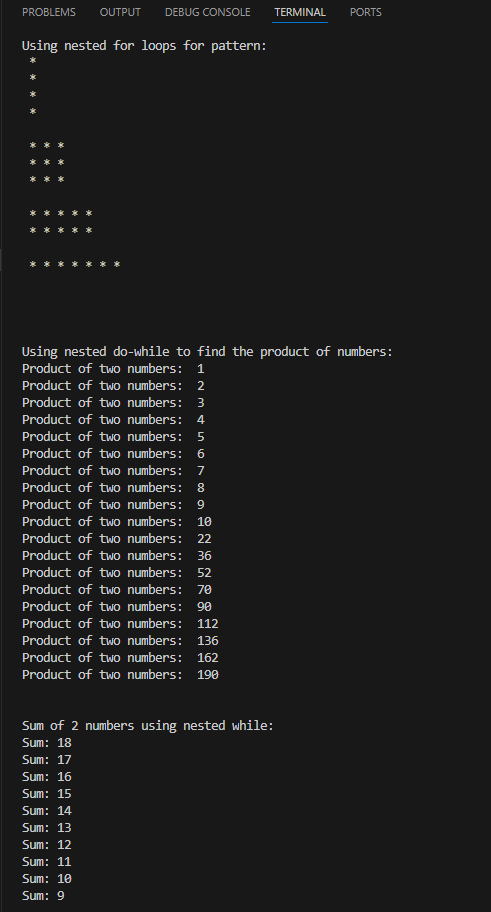 PROBLEMS OUTPUT DEBUG CONSOLE TERMINAL PORTS
Using nested for loops for pattern:
*
*
*
*
* * *
* * *
* * *
* * * * *
* * * * *
* * * * * * *
Using nested do-while to find the product of numbers:
Product of two numbers:  1
Product of two numbers:  2
Product of two numbers:  3
Product of two numbers:  4
Product of two numbers:  5
Product of two numbers:  6
Product of two numbers:  7
Product of two numbers:  8
Product of two numbers:  9
Product of two numbers:  10
Product of two numbers:  22
Product of two numbers:  36
Product of two numbers:  52
Product of two numbers:  70
Product of two numbers:  90
Product of two numbers:  112
Product of two numbers:  136
Product of two numbers:  162
Product of two numbers:  190
Sum of 2 numbers using nested while:
Sum: 18
Sum: 17
Sum: 16
Sum: 15
Sum: 14
Sum: 13
Sum: 12
Sum: 11
Sum: 10
Sum: 9